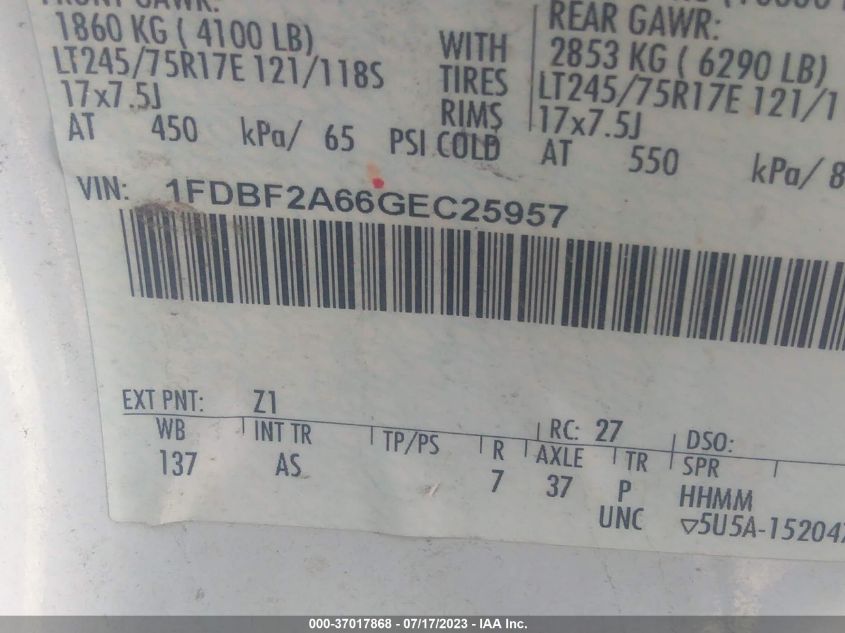 1860 KG ( 4100 LB)
LT245/75R17E 121/118S
17x7.5J
AT 450 kPa/ 65 PSI COLD
WITH
TIRES
RIMS
REAR GAWR:
2853 KG ( 6290 LB)
LT245/75R17E 121/1
17x7.5J
AT 550 kPa/ 8
VIN: 1FDBF2A66GEC25957
EXT PNT: Z1
RC: 27 DSO:
WB INT TR TP/PS R AXLE TR SPR
137 AS 7 37 P HHMM
UNC ▽5U5A-15204
000-37017868 - 07/17/2023 - IAA Inc.